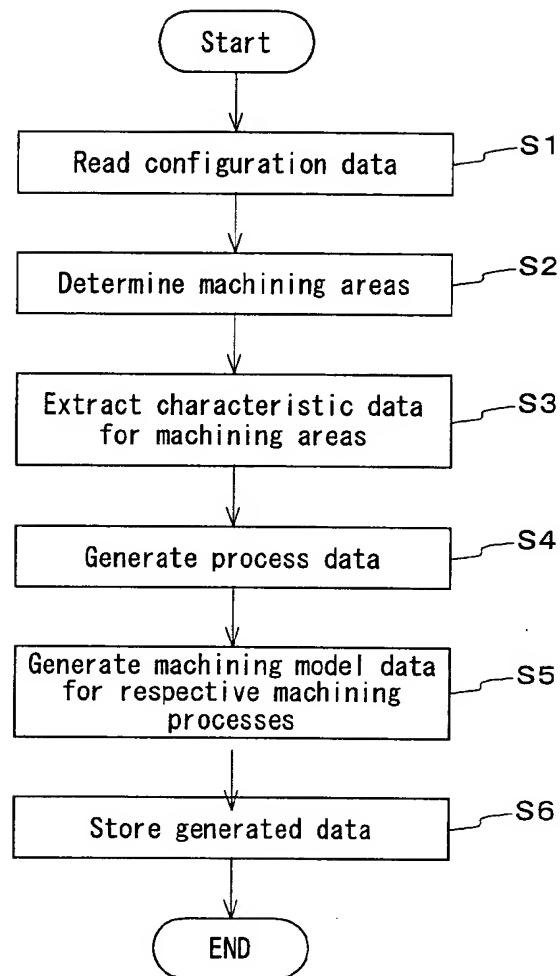 Start
Read configuration data
S1
Determine machining areas
S2
Extract characteristic data
for machining areas
S3
Generate process data
S4
Generate machining model data
for respective machining
processes
S5
Store generated data
S6
END